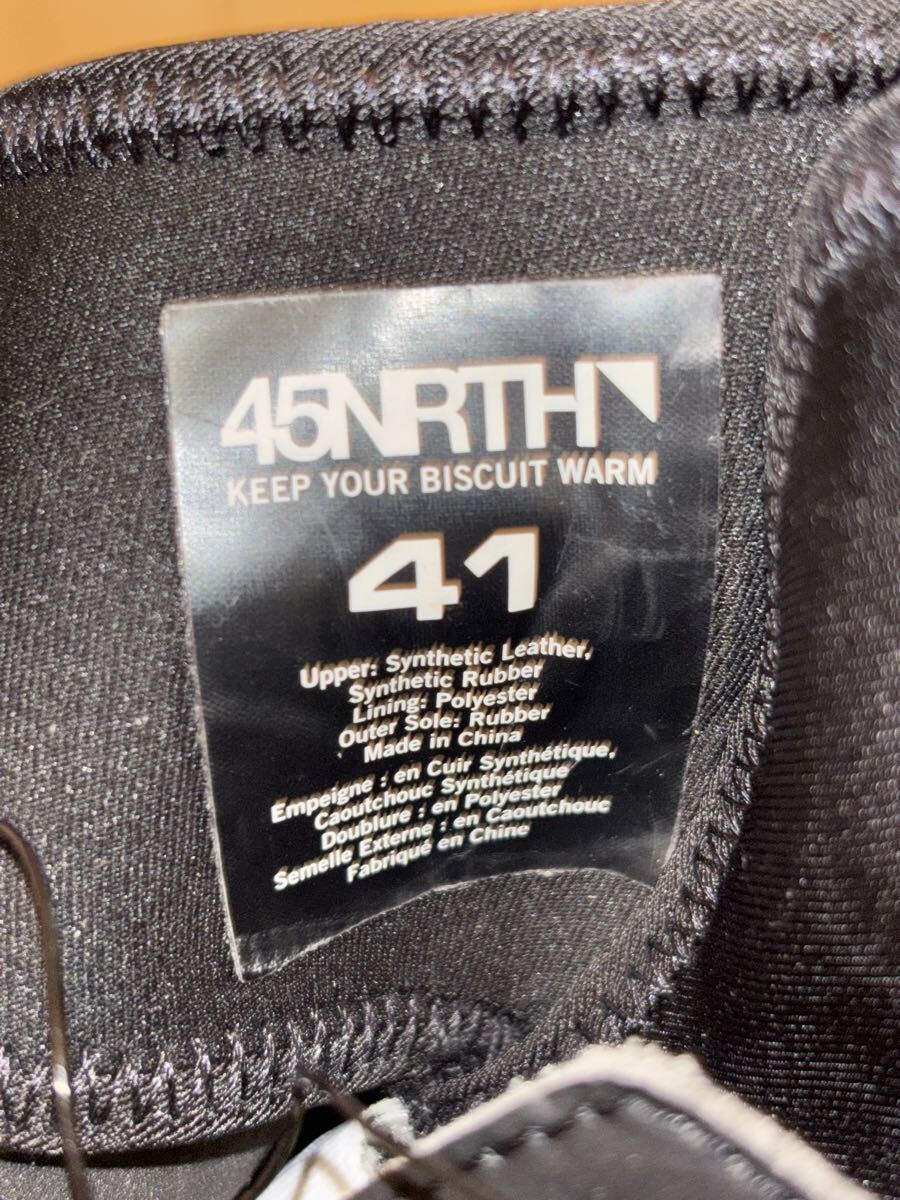 45NRTH
KEEP YOUR BISCUIT WARM
41
Upper: Synthetic Leather,
Synthetic Rubber
Lining: Polyester
Outer Sole: Rubber
Made in China
Empeigne : en Cuir Synthétique,
Caoutchouc Synthétique
Doublure : en Polyester
Semelle Externe : en Caoutchouc
Fabriqué en Chine